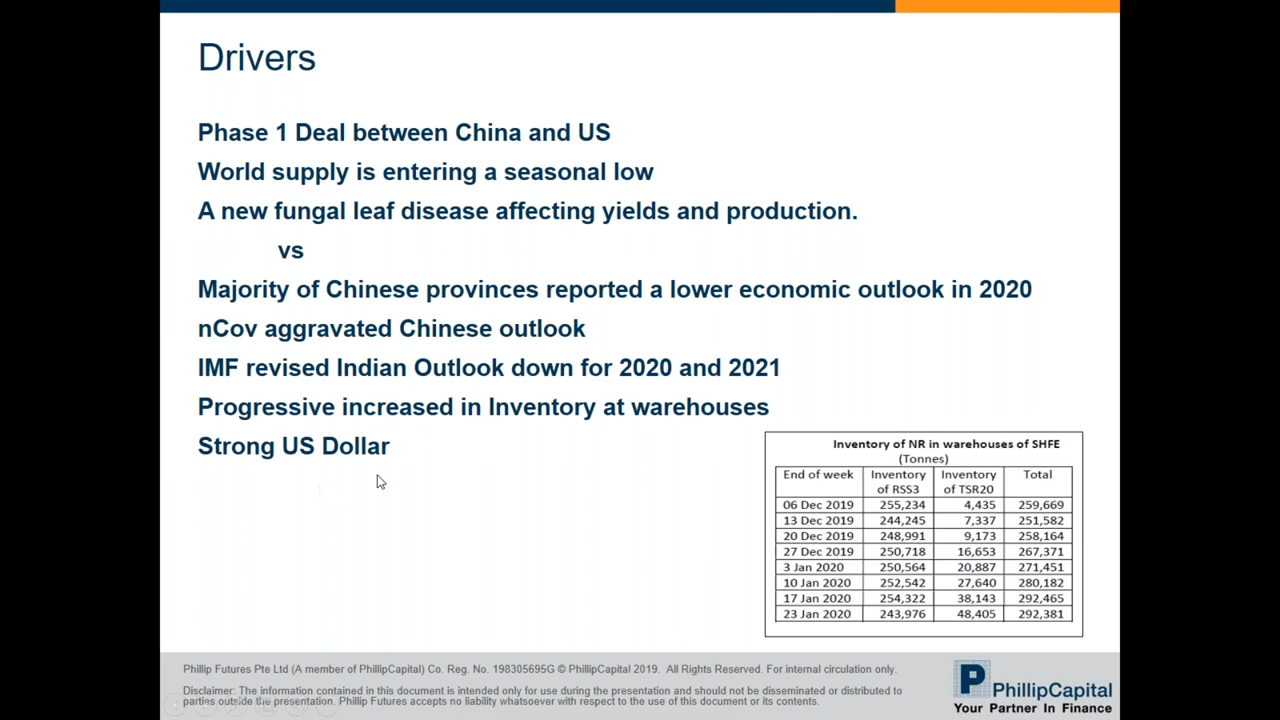 Drivers
Phase 1 Deal between China and US
World supply is entering a seasonal low
A new fungal leaf disease affecting yields and production.
vs
Majority of Chinese provinces reported a lower economic outlook in 2020
nCov aggravated Chinese outlook
IMF revised Indian Outlook down for 2020 and 2021
Progressive increased in Inventory at warehouses
Strong US Dollar
Inventory of NR in warehouses of SHFE
(Tonnes)
End of week Inventory of RSS3 Inventory of TSR20 Total
06 Dec 2019 255,234 4,435 259,669
13 Dec 2019 244,245 7,337 251,582
20 Dec 2019 248,991 9,173 258,164
27 Dec 2019 250,718 16,653 267,371
3 Jan 2020 250,564 20,887 271,451
10 Jan 2020 252,542 27,640 280,182
17 Jan 2020 254,322 38,143 292,465
23 Jan 2020 243,976 48,405 292,381
Phillip Futures Pte Ltd (A member of PhillipCapital) Co. Reg. No. 198305695G © PhillipCapital 2019. All Rights Reserved. For internal circulation only.
Disclaimer: The information contained in this document is intended only for use during the presentation and should not be disseminated or distributed to
parties outside the presentation. Phillip Futures accepts no liability whatsoever with respect to the use of this document or its contents.
P PhillipCapital
Your Partner In Finance